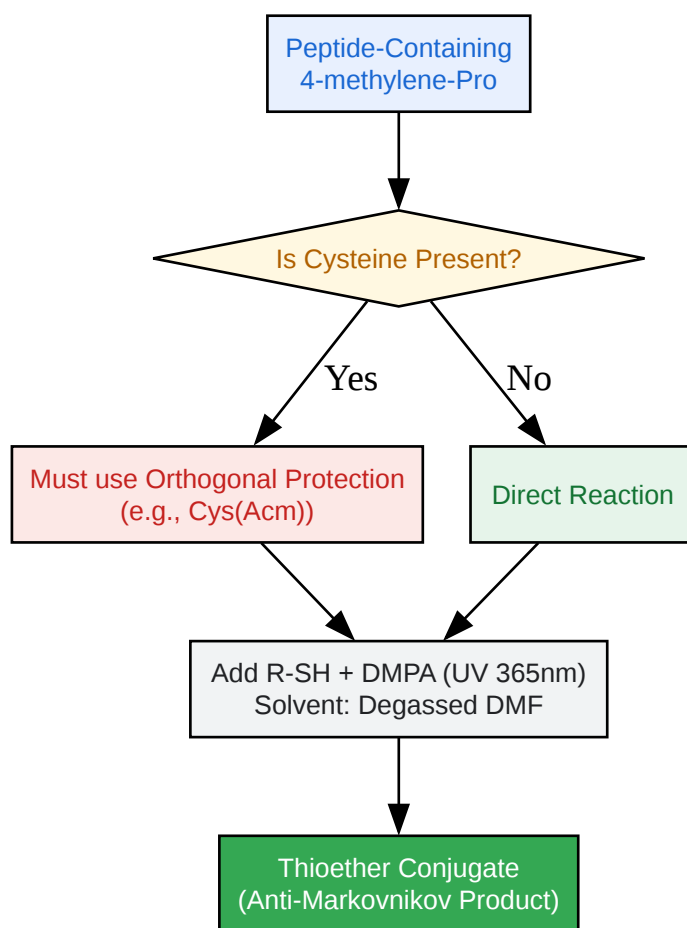 Peptide-Containing
4-methylene-Pro
Is Cysteine Present?
Yes
No
Must use Orthogonal Protection
(e.g., Cys(Acm))
Direct Reaction
Add R-SH + DMPA (UV 365nm)
Solvent: Degassed DMF
Thioether Conjugate
(Anti-Markovnikov Product)